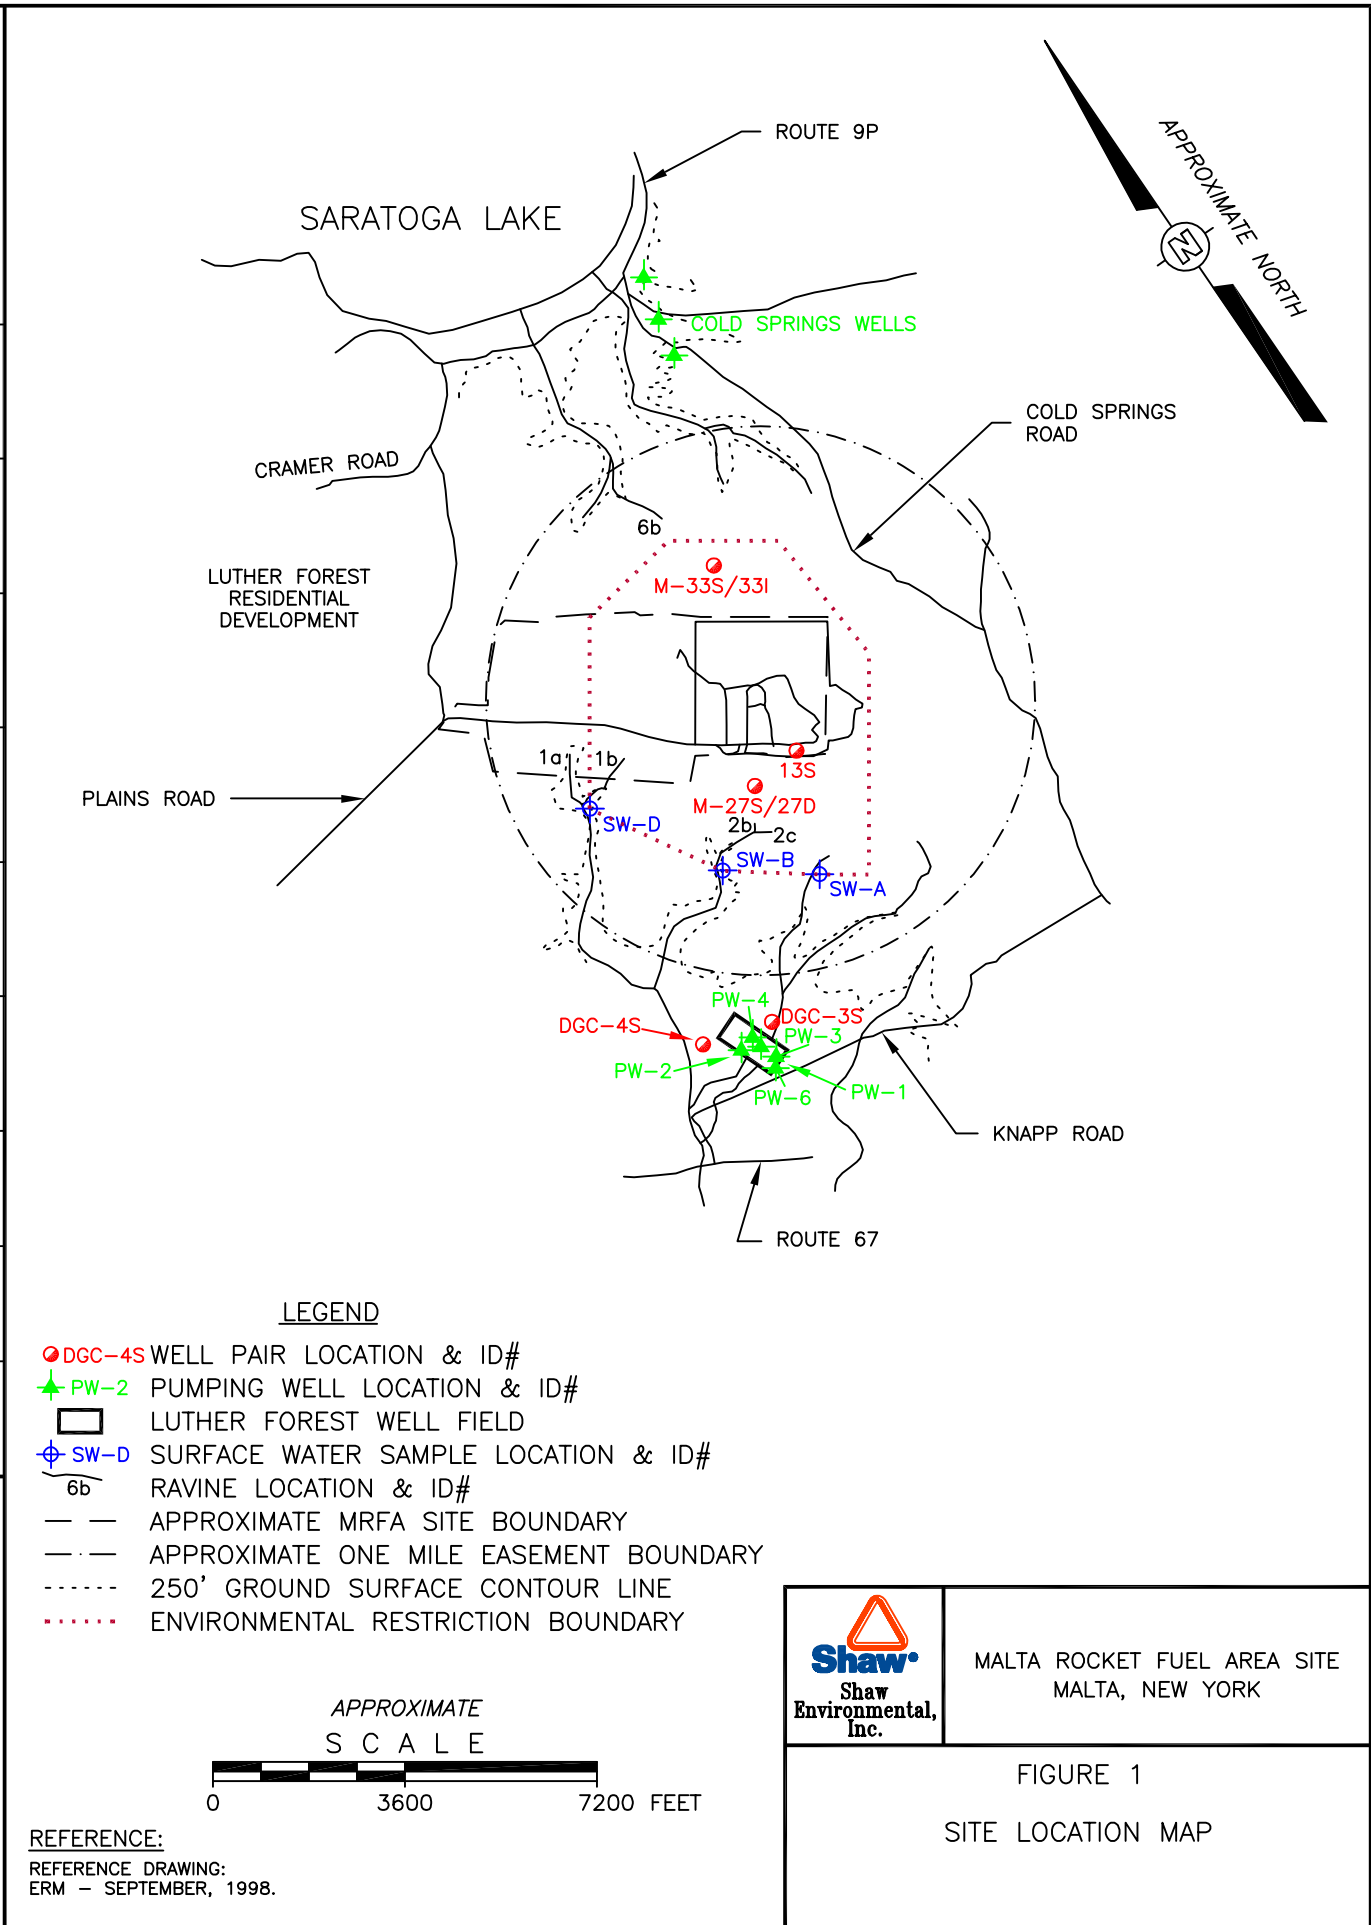 ROUTE 9P
APPROXIMATE NORTH
N
SARATOGA LAKE
COLD SPRINGS WELLS
COLD SPRINGS
ROAD
CRAMER ROAD
6b
LUTHER FOREST
RESIDENTIAL
DEVELOPMENT
M-33S/33I
1a
1b
13S
PLAINS ROAD
M-27S/27D
SW-D
2b
2c
SW-B
SW-A
PW-4
DGC-3S
DGC-4S
PW-3
PW-2
PW-6
PW-1
KNAPP ROAD
ROUTE 67
LEGEND
DGC-4S WELL PAIR LOCATION & ID#
PW-2 PUMPING WELL LOCATION & ID#
LUTHER FOREST WELL FIELD
SW-D SURFACE WATER SAMPLE LOCATION & ID#
6b RAVINE LOCATION & ID#
APPROXIMATE MRFA SITE BOUNDARY
APPROXIMATE ONE MILE EASEMENT BOUNDARY
250' GROUND SURFACE CONTOUR LINE
ENVIRONMENTAL RESTRICTION BOUNDARY
APPROXIMATE
SCALE
0 3600 7200 FEET
REFERENCE:
REFERENCE DRAWING:
ERM - SEPTEMBER, 1998.
Shaw
Shaw
Environmental,
Inc.
MALTA ROCKET FUEL AREA SITE
MALTA, NEW YORK
FIGURE 1
SITE LOCATION MAP